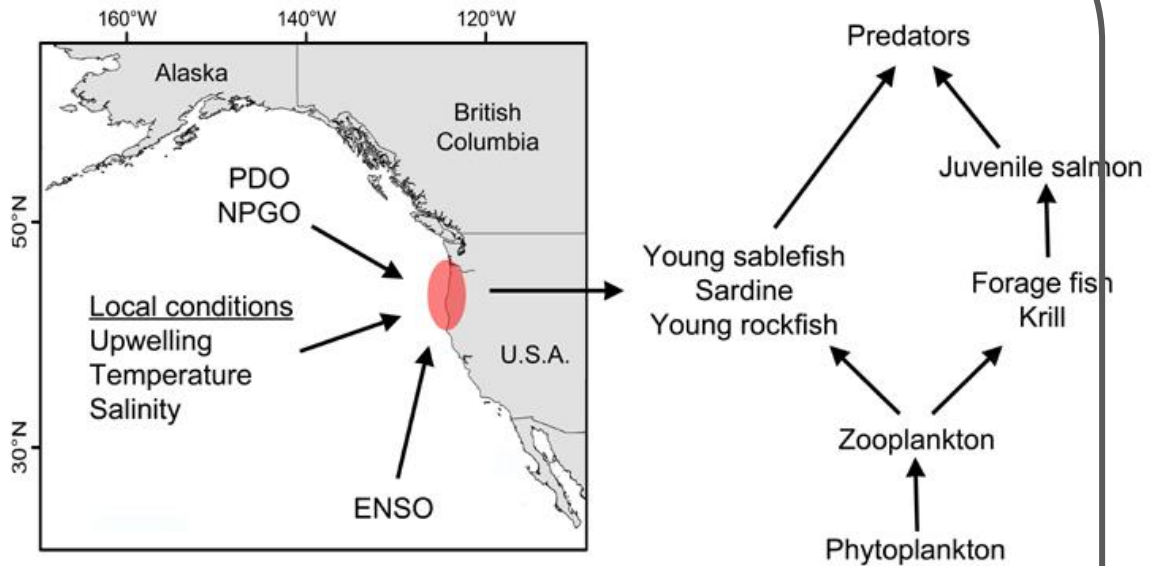 160°W
140°W
120°W
50°N
30°N
Alaska
British
Columbia
PDO
NPGO
Local conditions
Upwelling
Temperature
Salinity
U.S.A.
ENSO
Predators
Juvenile salmon
Young sablefish
Sardine
Young rockfish
Forage fish
Krill
Zooplankton
Phytoplankton